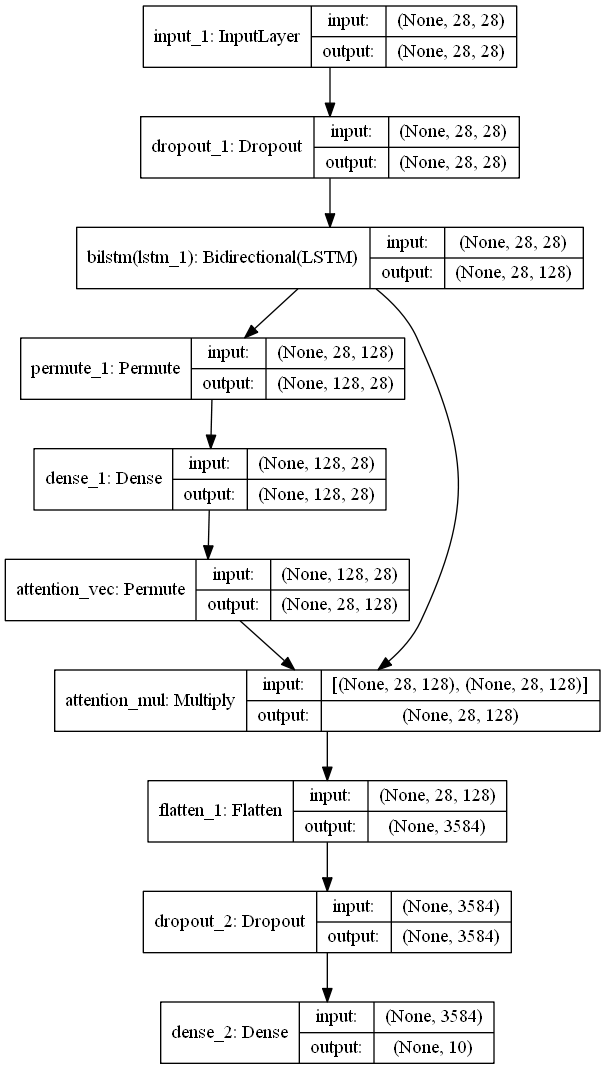 input_1: InputLayer
input: (None, 28, 28)
output: (None, 28, 28)
dropout_1: Dropout
input: (None, 28, 28)
output: (None, 28, 28)
bilstm(lstm_1): Bidirectional(LSTM)
input: (None, 28, 28)
output: (None, 28, 128)
permute_1: Permute
input: (None, 28, 128)
output: (None, 128, 28)
dense_1: Dense
input: (None, 128, 28)
output: (None, 128, 28)
attention_vec: Permute
input: (None, 128, 28)
output: (None, 28, 128)
attention_mul: Multiply
input: [(None, 28, 128), (None, 28, 128)]
output: (None, 28, 128)
flatten_1: Flatten
input: (None, 28, 128)
output: (None, 3584)
dropout_2: Dropout
input: (None, 3584)
output: (None, 3584)
dense_2: Dense
input: (None, 3584)
output: (None, 10)